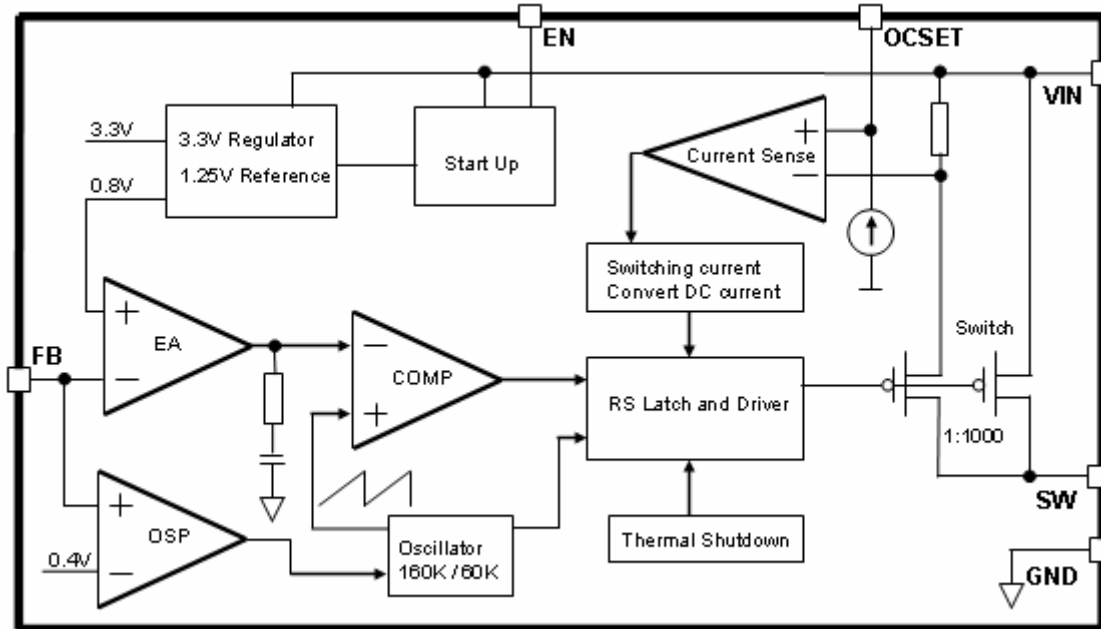 EN
OCSET
VIN
3.3V
3.3V Regulator
1.25V Reference
Start Up
+
Current Sense
−
0.8V
Switching current
Convert DC current
+
EA
−
FB
−
COMP
+
RS Latch and Driver
Switch
1:1000
SW
+
OSP
0.4V
−
Oscillator
160K / 60K
Thermal Shutdown
GND